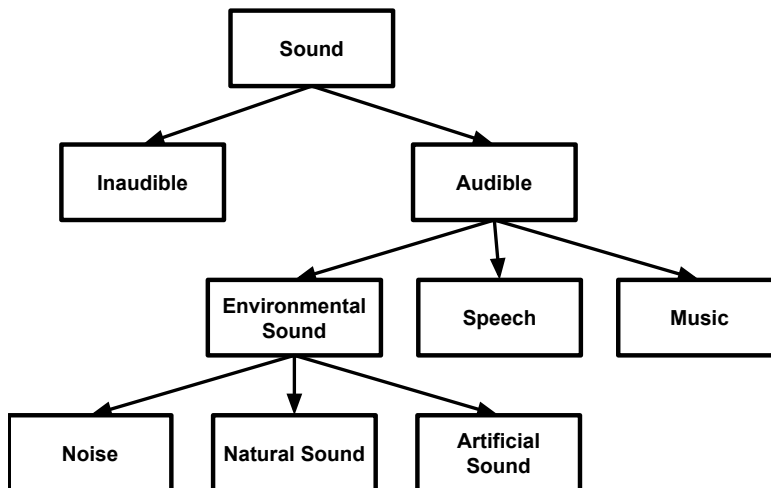 Sound
Inaudible
Audible
Environmental
Sound
Speech
Music
Noise
Natural Sound
Artificial
Sound